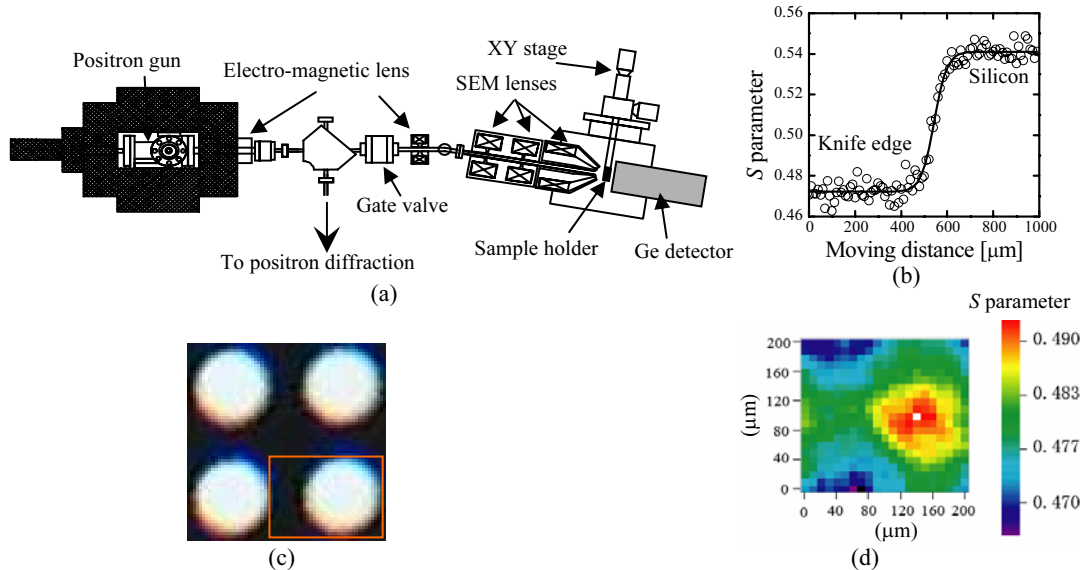 Positron gun
Electro-magnetic lens
XY stage
SEM lenses
Gate valve
Sample holder
Ge detector
To positron diffraction
(a)
0.56
0.54
0.52
0.50
0.48
0.46
S parameter
Silicon
Knife edge
0 200 400 600 800 1000
Moving distance [μm]
(b)
(c)
S parameter
200
160
120
80
40
0
(μm)
0 40 80 120 160 200
(μm)
0.490
0.483
0.477
0.470
(d)